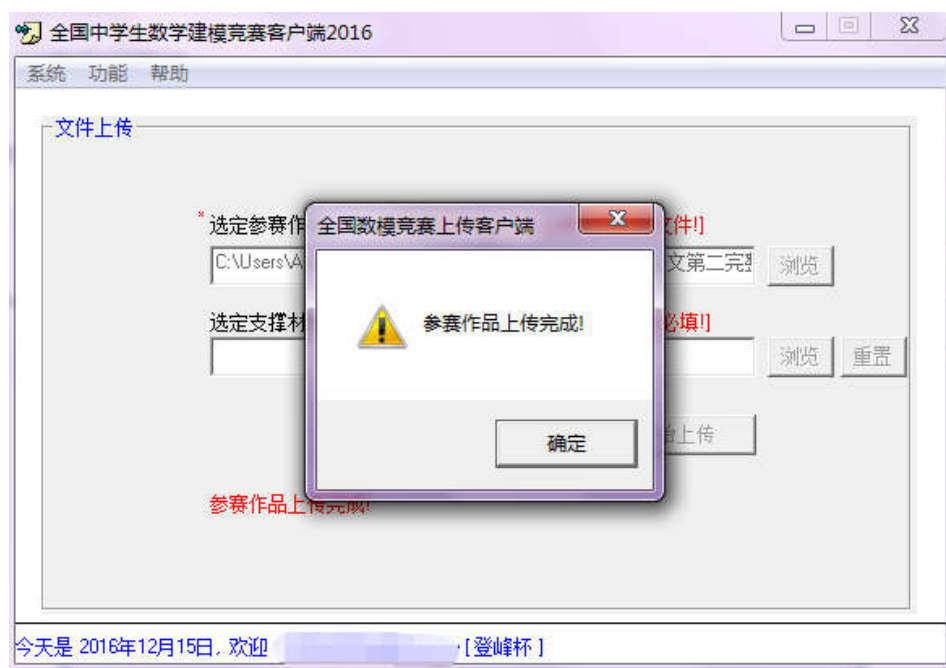 全国中学生数学建模竞赛客户端2016
系统 功能 帮助
文件上传
* 选定参赛作
文件!]
C:\Users\A
文第二完整
浏览
全国数模竞赛上传客户端
参赛作品上传完成!
确定
选定支撑材
必填!]
浏览 重置
上传
参赛作品上传完成!
今天是 2016年12月15日, 欢迎
[ 登峰杯 ]